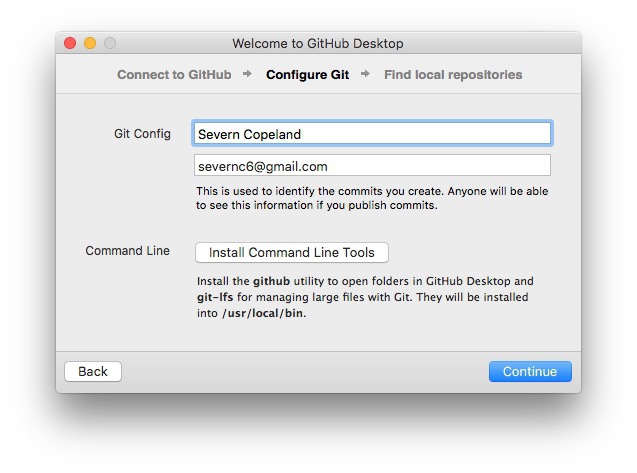 Welcome to GitHub Desktop
Connect to GitHub → Configure Git → Find local repositories
Git Config Severn Copeland
severnc6@gmail.com
This is used to identify the commits you create. Anyone will be able
to see this information if you publish commits.
Command Line Install Command Line Tools
Install the github utility to open folders in GitHub Desktop and
git-lfs for managing large files with Git. They will be installed
into /usr/local/bin.
Back Continue